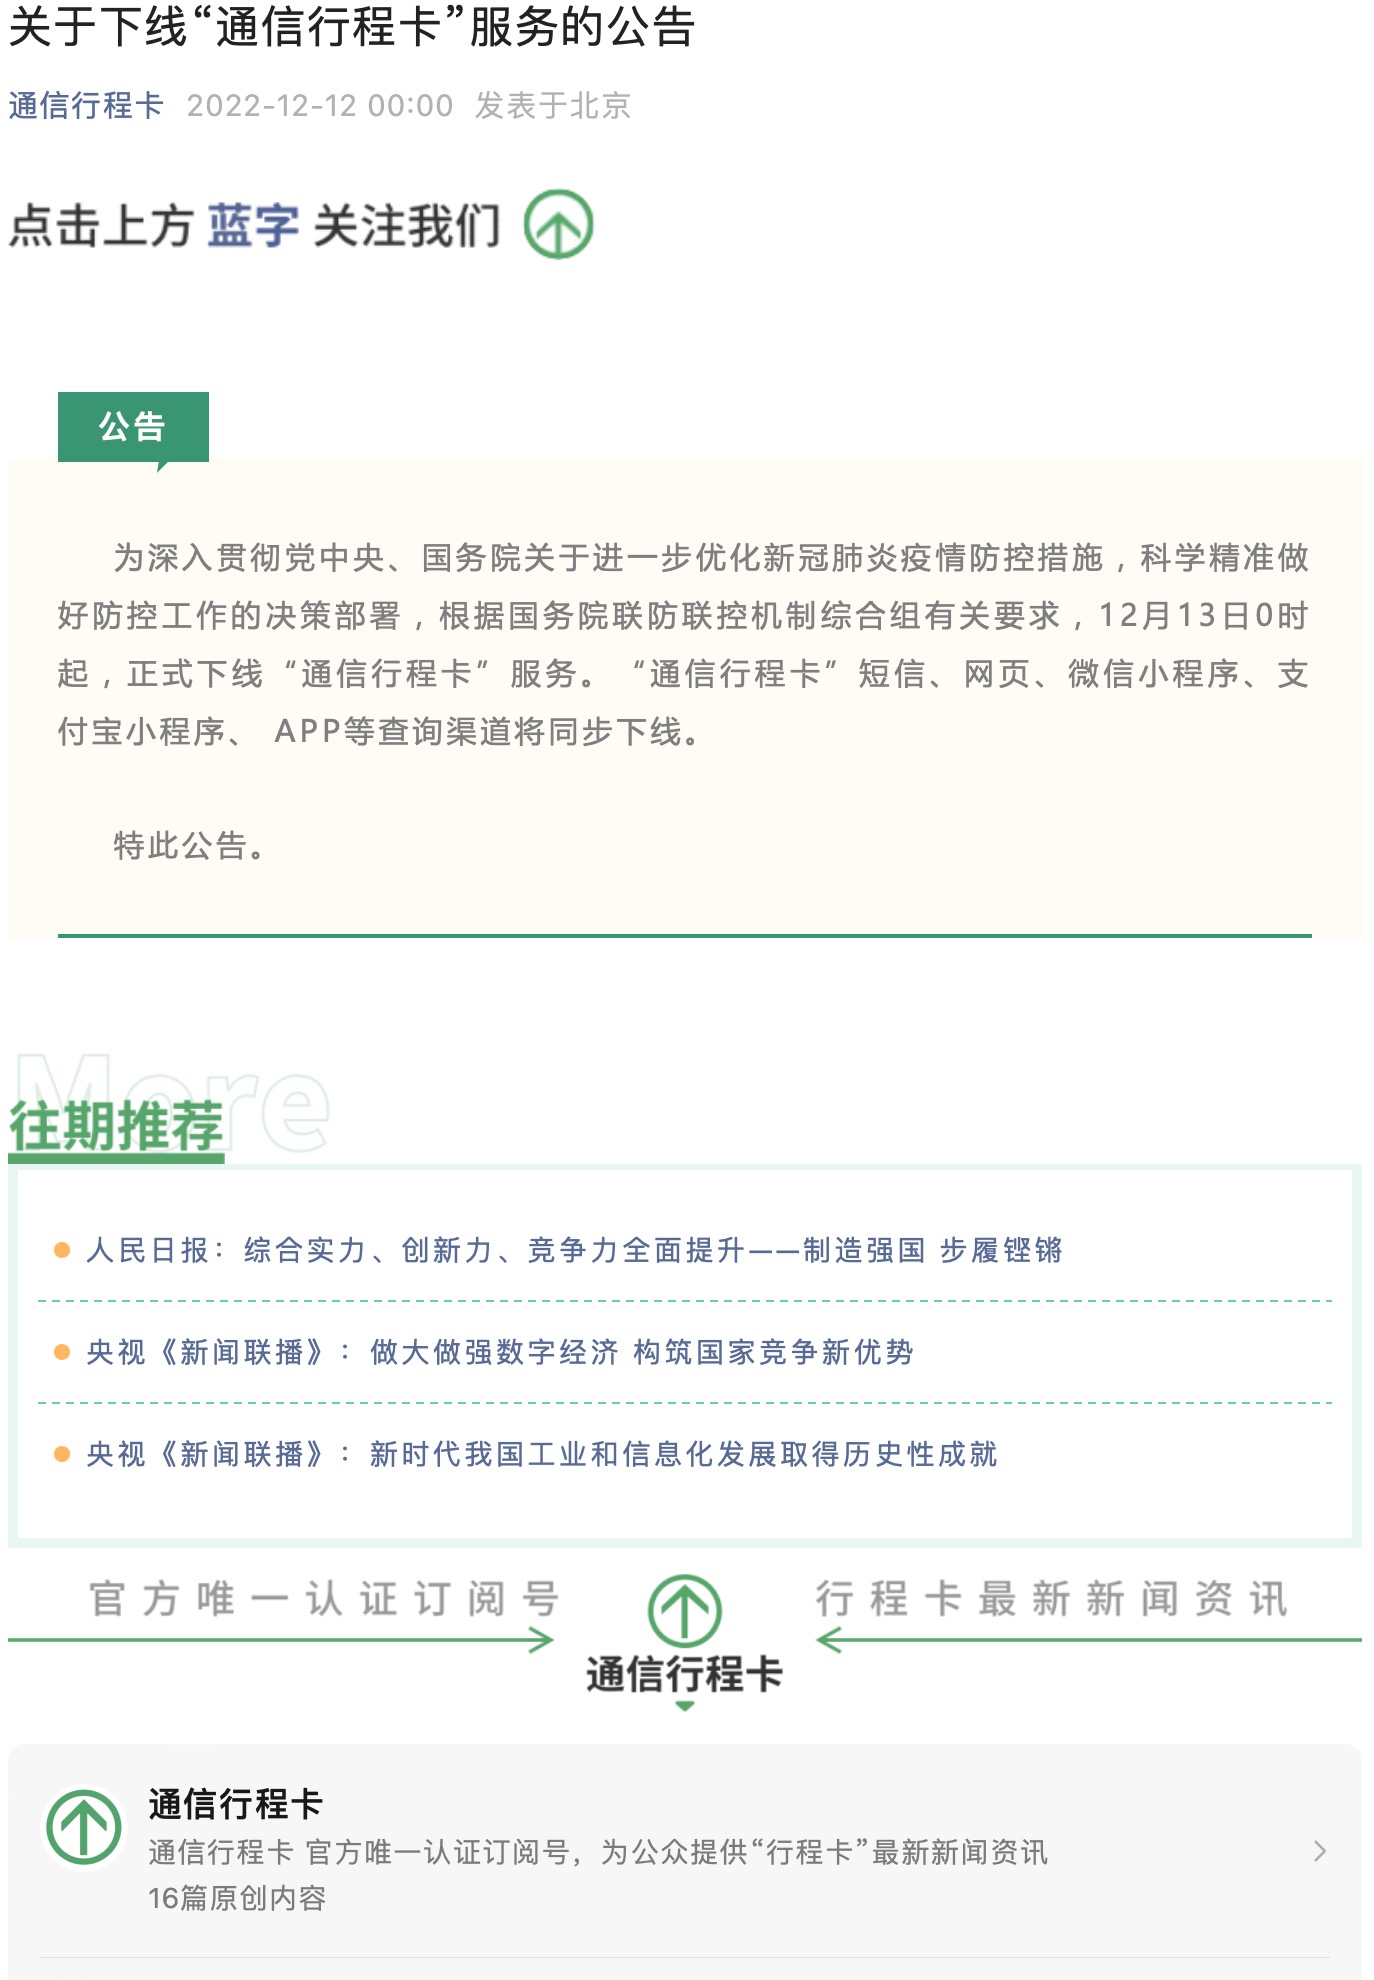 关于下线“通信行程卡”服务的公告
通信行程卡 2022-12-12 00:00 发表于北京
点击上方 蓝字 关注我们
公告
为深入贯彻党中央、国务院关于进一步优化新冠肺炎疫情防控措施，科学精准做
好防控工作的决策部署，根据国务院联防联控机制综合组有关要求，12月13日0时
起，正式下线“通信行程卡”服务。“通信行程卡”短信、网页、微信小程序、支
付宝小程序、 APP等查询渠道将同步下线。
特此公告。
More
往期推荐
人民日报：综合实力、创新力、竞争力全面提升——制造强国 步履铿锵
央视《新闻联播》：做大做强数字经济 构筑国家竞争新优势
央视《新闻联播》：新时代我国工业和信息化发展取得历史性成就
官方唯一认证订阅号
行程卡最新新闻资讯
通信行程卡
通信行程卡
通信行程卡 官方唯一认证订阅号，为公众提供“行程卡”最新新闻资讯
16篇原创内容